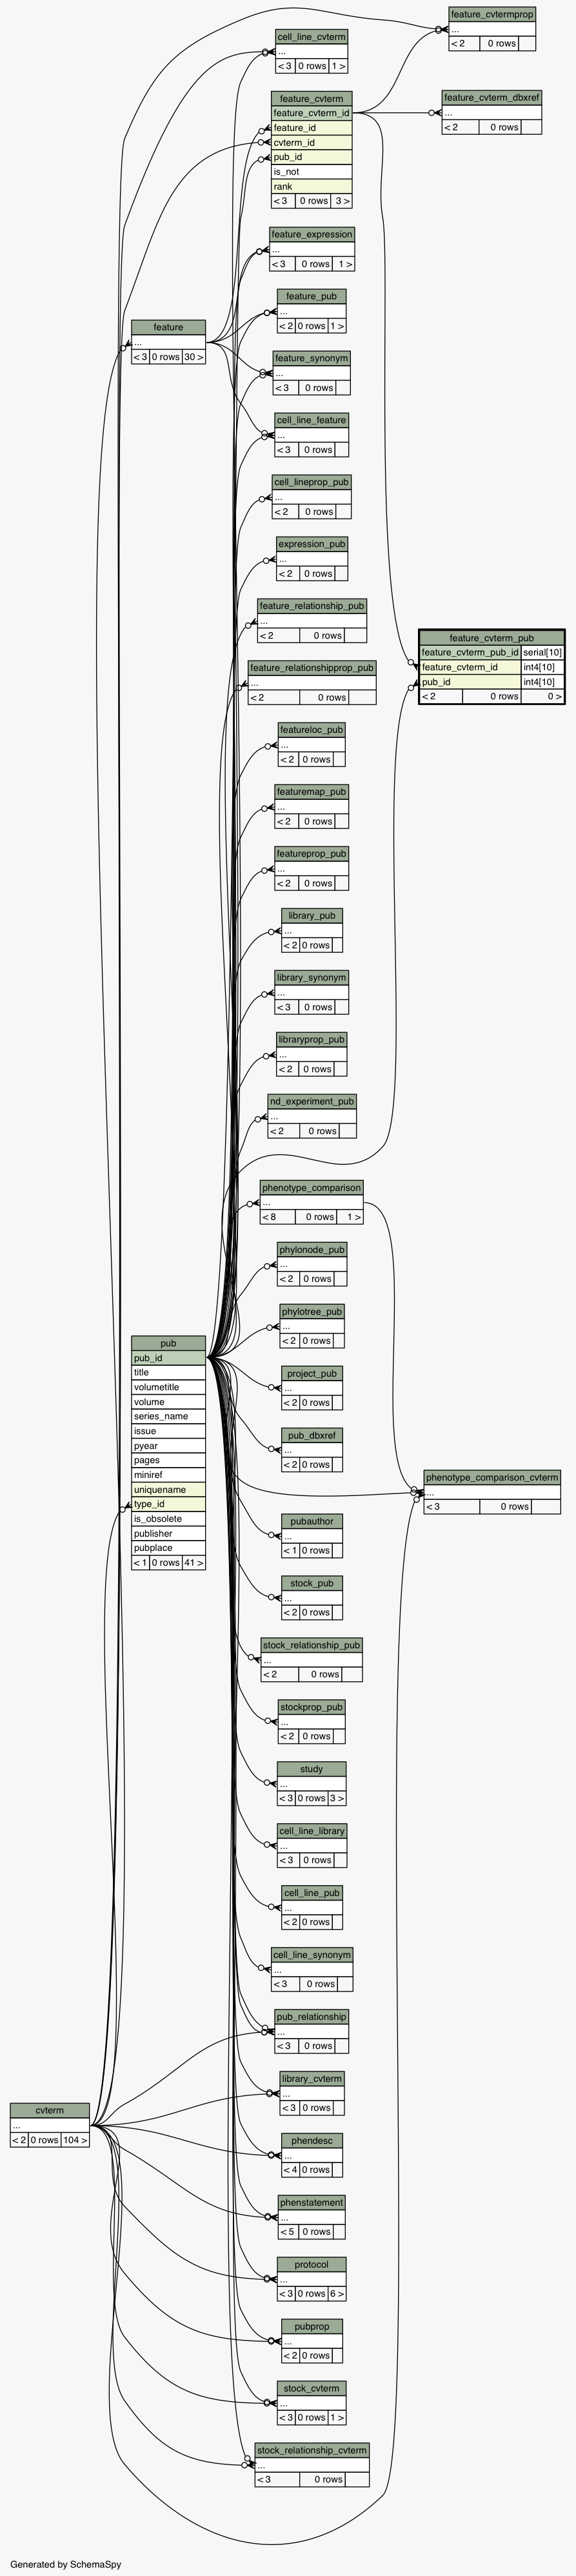 feature_cvtermprop
...
< 2 0 rows
cell_line_cvterm
...
< 3 0 rows 1 >
feature_cvterm
feature_cvterm_id
feature_id
cvterm_id
pub_id
is_not
rank
< 3 0 rows 3 >
feature_cvterm_dbxref
...
< 2 0 rows
feature_expression
...
< 3 0 rows 1 >
feature_pub
...
< 2 0 rows 1 >
feature
...
< 3 0 rows 30 >
feature_synonym
...
< 3 0 rows
cell_line_feature
...
< 3 0 rows
cell_lineprop_pub
...
< 2 0 rows
expression_pub
...
< 2 0 rows
feature_relationship_pub
...
< 2 0 rows
feature_cvterm_pub
feature_cvterm_pub_id serial[10]
feature_cvterm_id int4[10]
pub_id int4[10]
< 2 0 rows 0 >
feature_relationshipprop_pub
...
< 2 0 rows
featureloc_pub
...
< 2 0 rows
featuremap_pub
...
< 2 0 rows
featureprop_pub
...
< 2 0 rows
library_pub
...
< 2 0 rows
library_synonym
...
< 3 0 rows
libraryprop_pub
...
< 2 0 rows
nd_experiment_pub
...
< 2 0 rows
phenotype_comparison
...
< 8 0 rows 1 >
phylonode_pub
...
< 2 0 rows
phylotree_pub
...
< 2 0 rows
pub
pub_id
title
volumetitle
volume
series_name
issue
pyear
pages
miniref
uniquename
type_id
is_obsolete
publisher
pubplace
< 1 0 rows 41 >
project_pub
...
< 2 0 rows
pub_dbxref
...
< 2 0 rows
phenotype_comparison_cvterm
...
< 3 0 rows
pubauthor
...
< 1 0 rows
stock_pub
...
< 2 0 rows
stock_relationship_pub
...
< 2 0 rows
stockprop_pub
...
< 2 0 rows
study
...
< 3 0 rows 3 >
cell_line_library
...
< 3 0 rows
cell_line_pub
...
< 2 0 rows
cell_line_synonym
...
< 3 0 rows
pub_relationship
...
< 3 0 rows
library_cvterm
...
< 3 0 rows
cvterm
...
< 2 0 rows 104 >
phendesc
...
< 4 0 rows
phenstatement
...
< 5 0 rows
protocol
...
< 3 0 rows 6 >
pubprop
...
< 2 0 rows
stock_cvterm
...
< 3 0 rows 1 >
stock_relationship_cvterm
...
< 3 0 rows
Generated by SchemaSpy